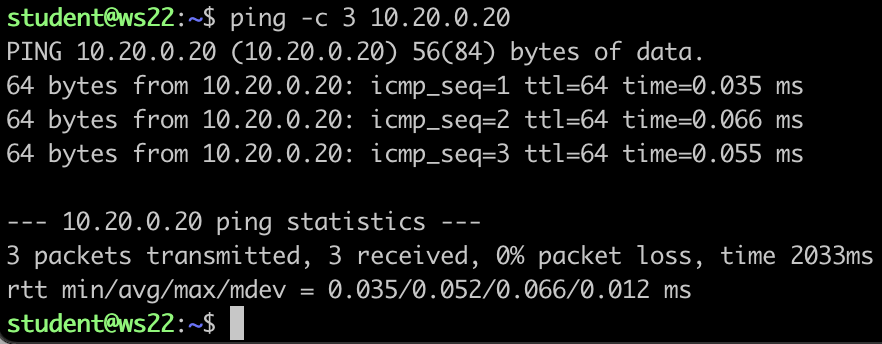 student@ws22:~$ ping -c 3 10.20.0.20
PING 10.20.0.20 (10.20.0.20) 56(84) bytes of data.
64 bytes from 10.20.0.20: icmp_seq=1 ttl=64 time=0.035 ms
64 bytes from 10.20.0.20: icmp_seq=2 ttl=64 time=0.066 ms
64 bytes from 10.20.0.20: icmp_seq=3 ttl=64 time=0.055 ms
--- 10.20.0.20 ping statistics ---
3 packets transmitted, 3 received, 0% packet loss, time 2033ms
rtt min/avg/max/mdev = 0.035/0.052/0.066/0.012 ms
student@ws22:~$